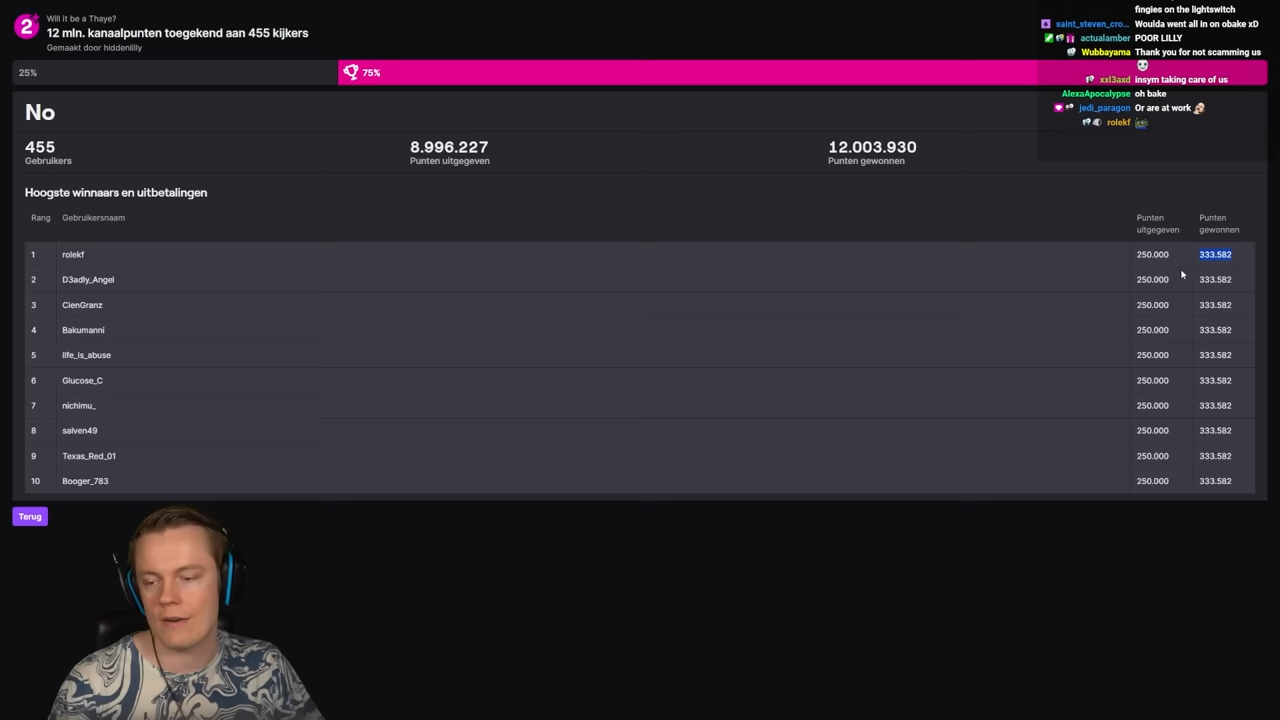 Will it be a Thaye?
2
12 mln. kanaalpunten toegekend aan 455 kijkers
Gemaakt door hiddenlilly
25%
75%
No
455
Gebruikers
8.996.227
Punten uitgegeven
12.003.930
Punten gewonnen
Hoogste winnaars en uitbetalingen
Rang Gebruikersnaam Punten uitgegeven Punten gewonnen
1 rolekf 250.000 333.582
2 D3adly_Angel 250.000 333.582
3 250.000 333.582
4 Bakumanni 250.000 333.582
5 250.000 333.582
6 Glucose_C 250.000 333.582
7 nichimu_ 250.000 333.582
8 salven49 250.000 333.582
9 Texas_Red_01 250.000 333.582
10 Booger_783 250.000 333.582
Terug
fingies on the lightswitch
saint_steven_cro... Woulda went all in on obake xD
actualamber POOR LILLY
Wubbayama Thank you for not scamming us
xxl3axd insym taking care of us
AlexaApocalypse oh bake
jedi_paragon Or are at work
rolekf